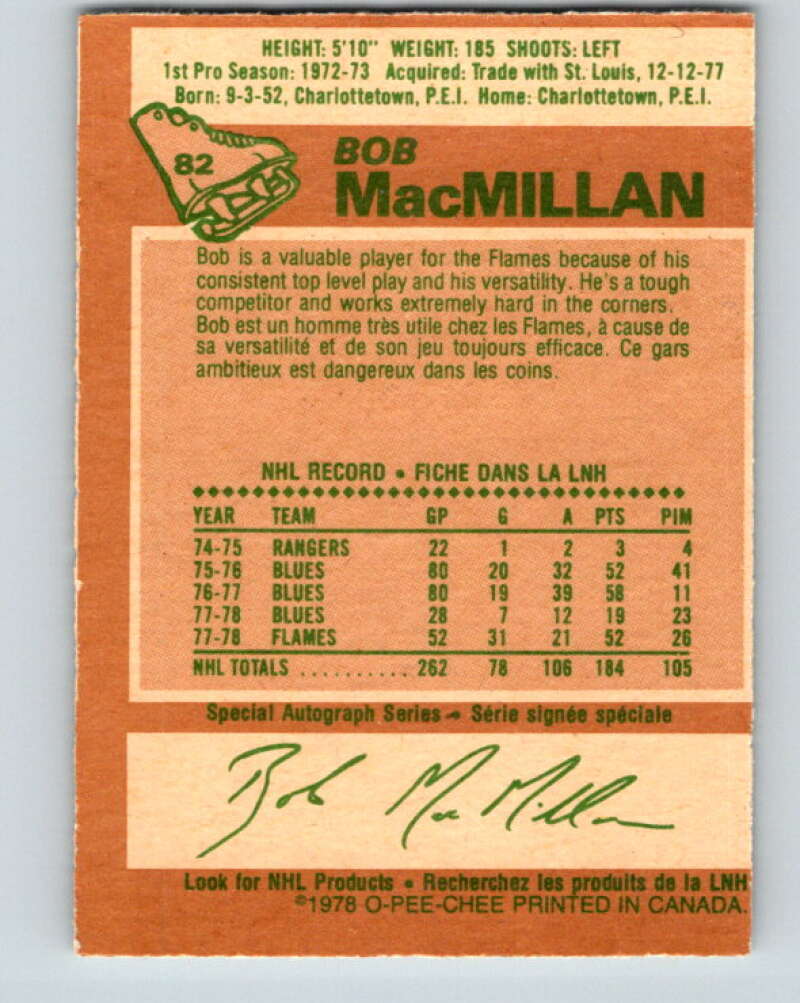 HEIGHT: 5'10" WEIGHT: 185 SHOOTS: LEFT
1st Pro Season: 1972-73 Acquired: Trade with St. Louis, 12-12-77
Born: 9-3-52, Charlottetown, P.E.I. Home: Charlottetown, P.E.I.
82
BOB
MacMILLAN
Bob is a valuable player for the Flames because of his
consistent top level play and his versatility. He's a tough
competitor and works extremely hard in the corners.
Bob est un homme très utile chez les Flames, à cause de
sa versatilité et de son jeu toujours efficace. Ce gars
ambitieux est dangereux dans les coins.
NHL RECORD • FICHE DANS LA LNH
YEAR TEAM GP G A PTS PIM
74-75 RANGERS 22 1 2 3 4
75-76 BLUES 80 20 32 52 41
76-77 BLUES 80 19 39 58 11
77-78 BLUES 28 7 12 19 23
77-78 FLAMES 52 31 21 52 26
NHL TOTALS .......... 262 78 106 184 105
Special Autograph Series – Série signée spéciale
Bob MacMillan
Look for NHL Products • Recherchez les produits de la LNH
©1978 O-PEE-CHEE PRINTED IN CANADA.